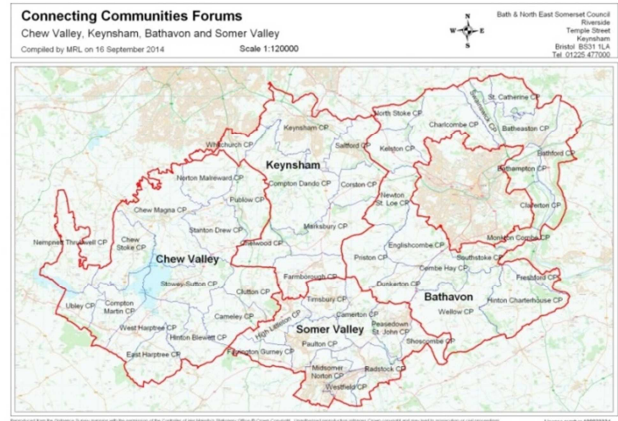 Connecting Communities Forums
Chew Valley, Keynsham, Bathavon and Somer Valley
Compiled by MRL on 16 September 2014
Scale 1:120000
N
W E
S
Bath & North East Somerset Council
Riverside
Temple Street
Keynsham
Bristol BS31 1LA
Tel 01225 477000
St. Catherine CP
North Stoke CP
Swainswick CP
Charlcombe CP
Batheaston CP
Keynsham CP
Whitchurch CP
Saltford CP
Kelston CP
Bathford CP
Keynsham
Bathampton CP
Norton Malreward CP
Compton Dando CP
Corston CP
Publow CP
Newton
St. Loe CP
Claverton CP
Chew Magna CP
Stanton Drew CP
Marksbury CP
Nempnett Thrubwell CP
Chew
Stoke CP
Chelwood CP
Englishcombe CP
Monkton Combe CP
Chew Valley
Priston CP
Southstoke CP
Combe Hay CP
Stowey-Sutton CP
Farmborough CP
Dunkerton CP
Freshford CP
Clutton CP
Timsbury CP
Bathavon
Hinton Charterhouse CP
Ubley CP
Compton
Martin CP
Cameley CP
Camerton CP
Wellow CP
West Harptree CP
High Littleton CP
Somer Valley
Peasedown
St. John CP
Hinton Blewett CP
Paulton CP
Shoscombe CP
East Harptree CP
Farrington Gurney CP
Midsomer
Norton CP
Radstock CP
Westfield CP